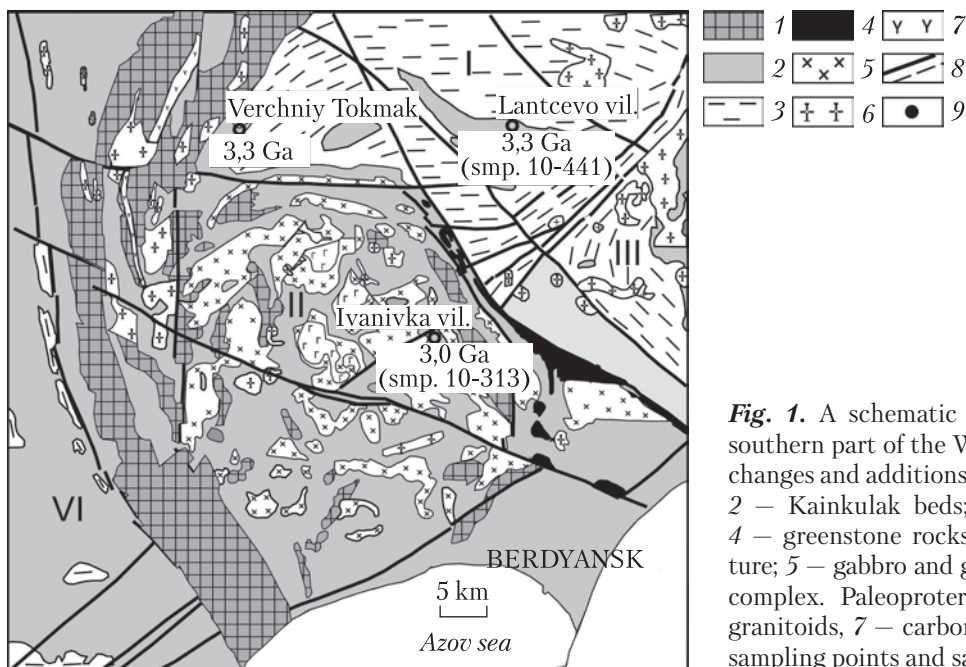 I
Verchniy Tokmak
Lantcevo vil.
3,3 Ga
3,3 Ga
(smp. 10-441)
III
II
Ivanivka vil.
3,0 Ga
(smp. 10-313)
VI
BERDYANSK
5 km
Azov sea
1
4
7
2
5
8
3
6
9
Fig. 1. A schematic
southern part of the
changes and additions
2 — Kainkulak beds;
4 — greenstone rocks
ture; 5 — gabbro and
complex. Paleoproter
granitoids, 7 — carbon
sampling points and sa